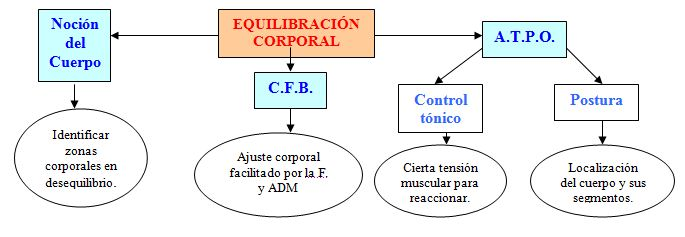 EQUILIBRACIÓN
CORPORAL
Noción
del
Cuerpo
Identificar
zonas
corporales en
desequilibrio.
C.F.B.
Ajuste corporal
facilitado por la .F.
y ADM
A.T.P.O.
Control
tónico
Cierta tensión
muscular para
reaccionar.
Postura
Localización
del cuerpo y sus
segmentos.